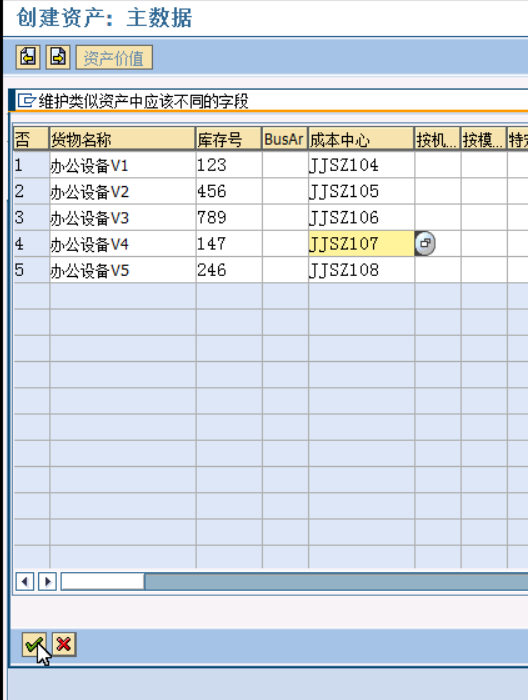 创建资产: 主数据
资产价值
维护类似资产中应该不同的字段
否 货物名称 库存号 BusAr 成本中心 按机... 按模...
1 办公设备V1 123 JJSZ104
2 办公设备V2 456 JJSZ105
3 办公设备V3 789 JJSZ106
4 办公设备V4 147 JJSZ107
5 办公设备V5 246 JJSZ108